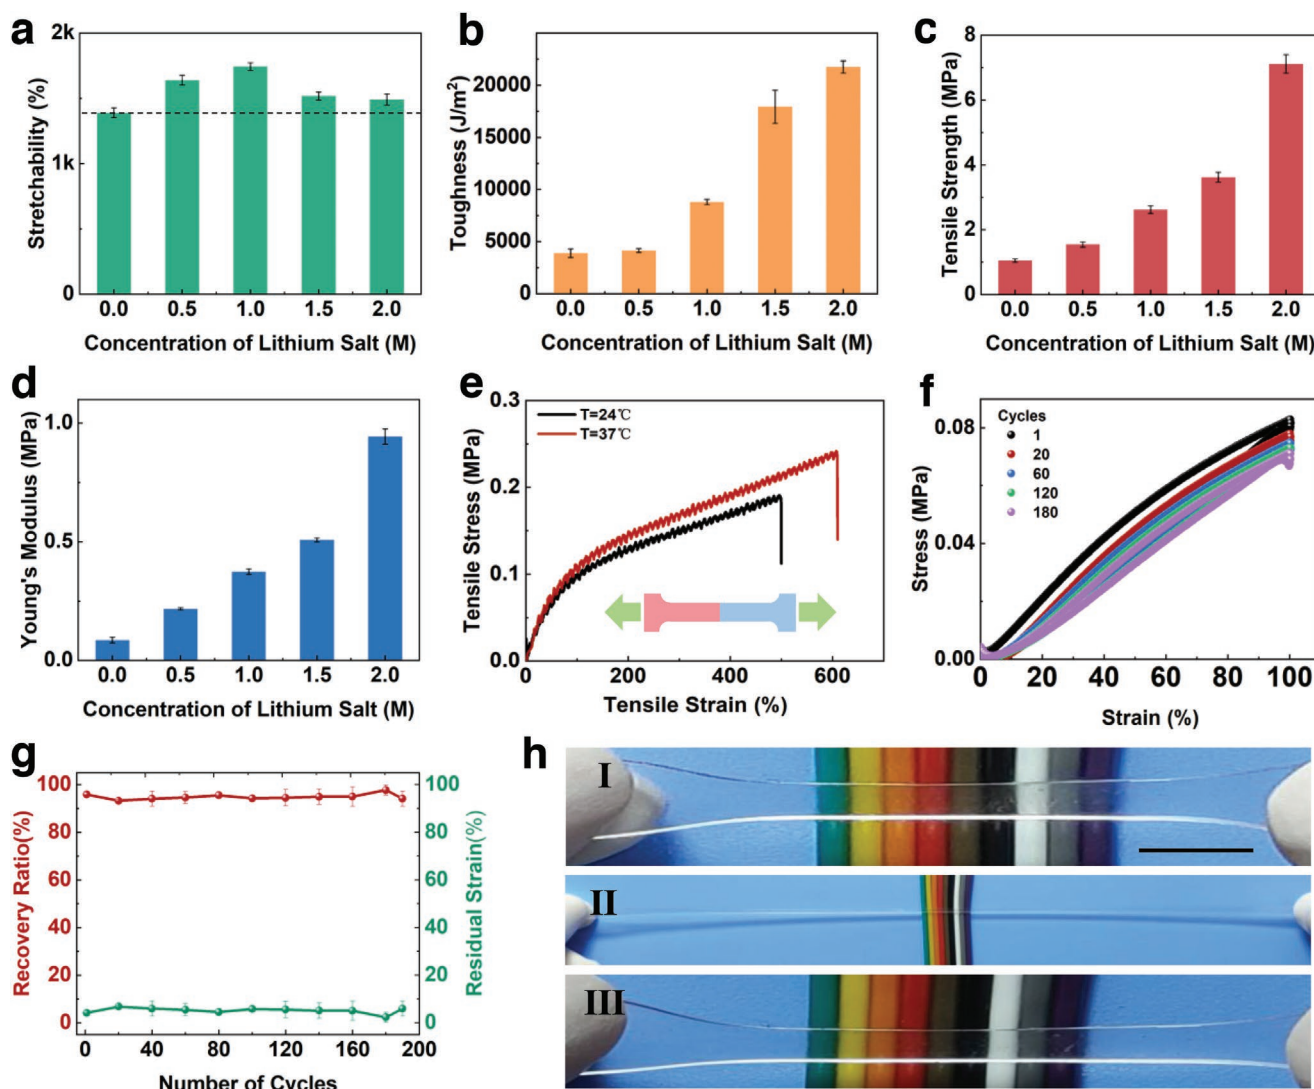 a
2k
1k
0
Stretchability (%)
0.0 0.5 1.0 1.5 2.0
Concentration of Lithium Salt (M)
b
20000
15000
10000
5000
0
Toughness (J/m²)
0.0 0.5 1.0 1.5 2.0
Concentration of Lithium Salt (M)
c
8
6
4
2
0
Tensile Strength (MPa)
0.0 0.5 1.0 1.5 2.0
Concentration of Lithium Salt (M)
d
1.0
0.5
0.0
Young's Modulus (MPa)
0.0 0.5 1.0 1.5 2.0
Concentration of Lithium Salt (M)
e
0.3
0.2
0.1
0.0
Tensile Stress (MPa)
T=24℃
T=37℃
0 200 400 600
Tensile Strain (%)
f
0.08
0.04
0.00
Stress (MPa)
Cycles
1
20
60
120
180
0 20 40 60 80 100
Strain (%)
g
100
80
60
40
20
0
Recovery Ratio(%)
100
80
60
40
20
0
Residual Strain(%)
0 40 80 120 160 200
Number of Cycles
h
I
II
III